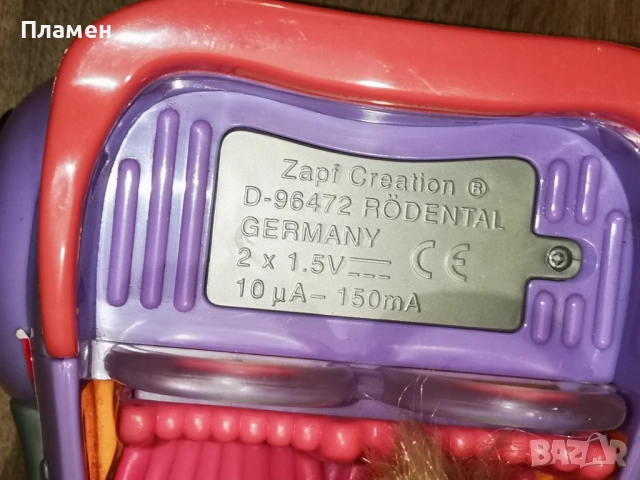 Пламен
Zapf Creation ®
D-96472 RÖDENTAL
GERMANY
2 x 1.5V⎓ CE
10 µA – 150mA
BAZAR